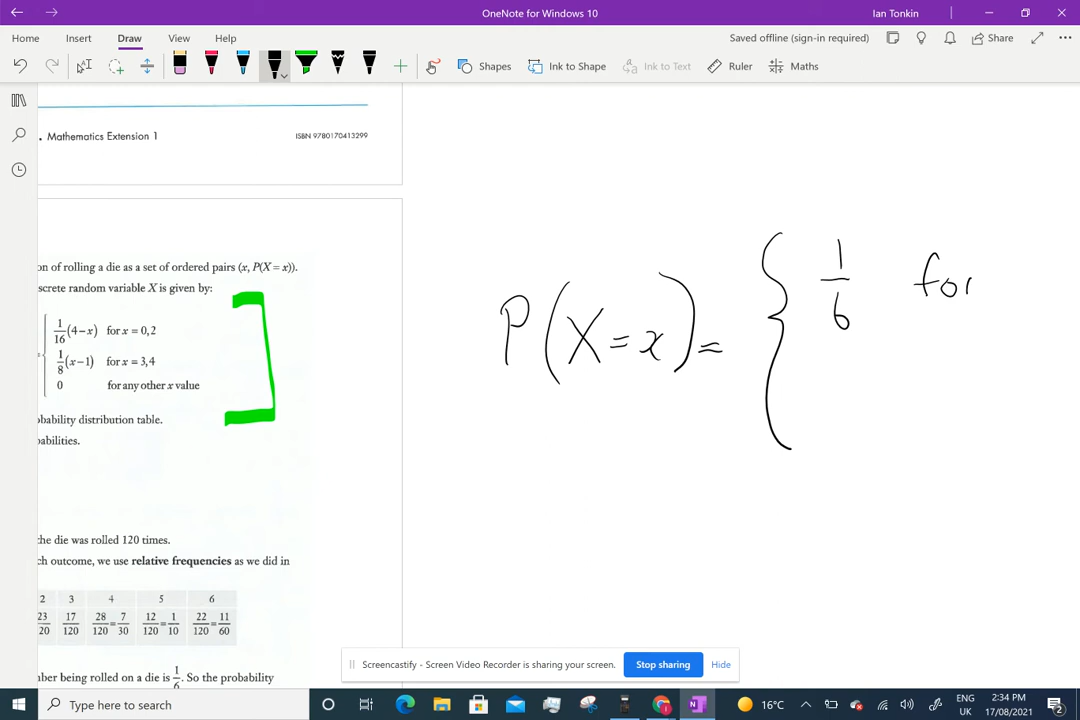 OneNote for Windows 10
Ian Tonkin
Home Insert Draw View Help
Saved offline (sign-in required)
Share
Shapes
Ink to Shape
Ink to Text
Ruler
Maths
. Mathematics Extension 1
ISBN 9780170413299
on of rolling a die as a set of ordered pairs (x, P(X = x)).
screte random variable X is given by:
1/16 (4 − x) for x = 0, 2
1/8 (x − 1) for x = 3, 4
0 for any other x value
bability distribution table.
abilities.
the die was rolled 120 times.
ch outcome, we use relative frequencies as we did in
2 3 4 5 6
23/20 17/120 28/120 = 7/30 12/120 = 1/10 22/120 = 11/60
ber being rolled on a die is 1/6. So the probability
P(X = x) = { 1/6 for
Screencastify - Screen Video Recorder is sharing your screen.
Stop sharing
Hide
Type here to search
16°C
ENG
UK
2:34 PM
17/08/2021
2